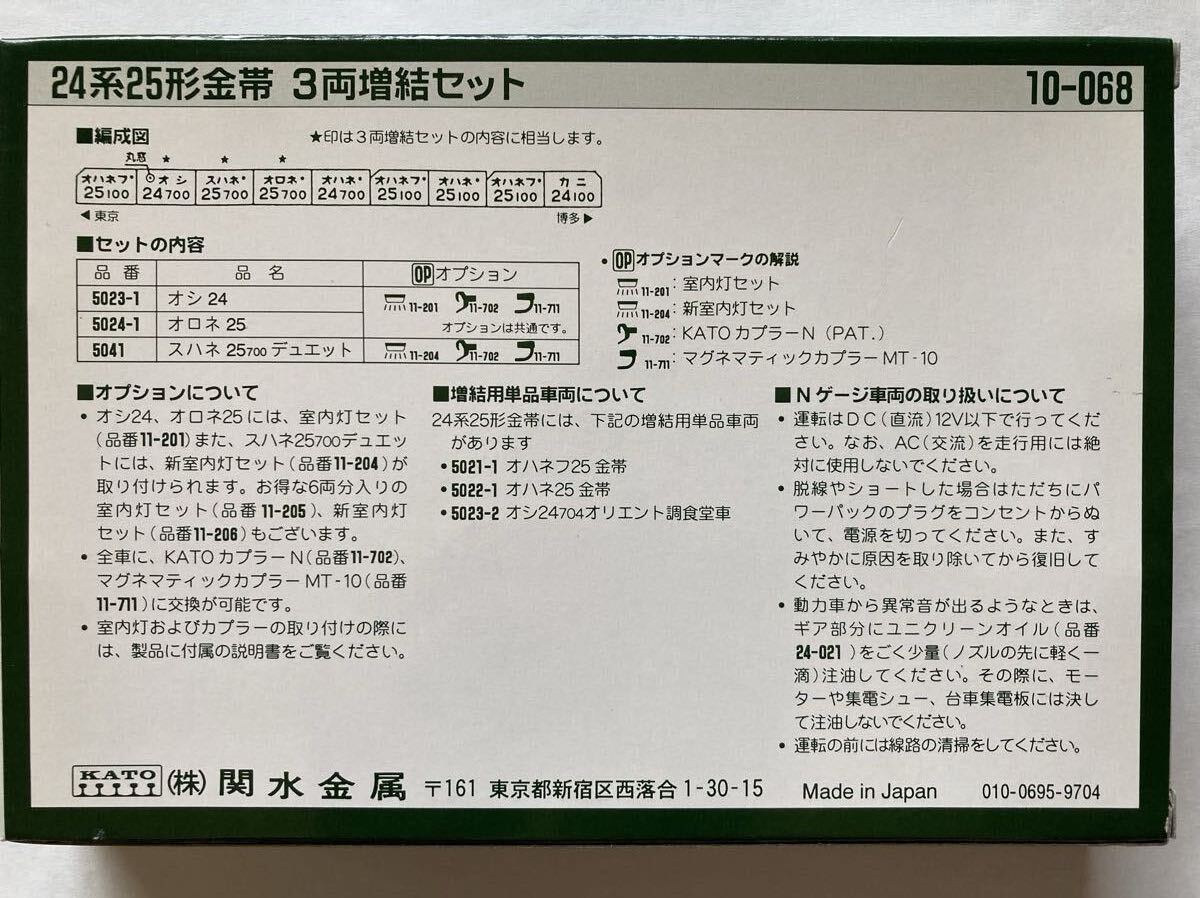 24系25形金帯 3両増結セット
10-068
■編成図
★印は3両増結セットの内容に相当します。
丸窓 ★ ★ ★
オハネフ 25100
オシ 24700
スハネ 25700
オロネ 25700
オハネ 24700
オハネフ 25100
オハネ 25100
オハネフ 25100
カニ 24100
◀東京
博多▶
■セットの内容
品番 品名 OPオプション
5023-1 オシ24
5024-1 オロネ25
11-201 11-702 11-711
オプションは共通です。
5041 スハネ25700デュエット 11-204 11-702 11-711
• OPオプションマークの解説
11-201:室内灯セット
11-204:新室内灯セット
11-702:KATOカプラーN(PAT.)
11-711:マグネマティックカプラーMT-10
■オプションについて
• オシ24、オロネ25には、室内灯セット
(品番11-201)また、スハネ25700デュエッ
トには、新室内灯セット(品番11-204)が
取り付けられます。お得な6両分入りの
室内灯セット(品番11-205)、新室内灯
セット(品番11-206)もございます。
• 全車に、KATOカプラーN(品番11-702)、
マグネマティックカプラーMT-10(品番
11-711)に交換が可能です。
• 室内灯およびカプラーの取り付けの際に
は、製品に付属の説明書をご覧ください。
■増結用単品車両について
24系25形金帯には、下記の増結用単品車両
があります
•5021-1 オハネフ25金帯
•5022-1 オハネ25金帯
•5023-2 オシ24704オリエント調食堂車
■Nゲージ車両の取り扱いについて
• 運転はDC(直流)12V以下で行ってくだ
さい。なお、AC(交流)を走行用には絶
対に使用しないでください。
• 脱線やショートした場合はただちにパ
ワーパックのプラグをコンセントからぬ
いて、電源を切ってください。また、す
みやかに原因を取り除いてから復旧して
ください。
• 動力車から異常音が出るようなときは、
ギア部分にユニクリーンオイル(品番
24-021)をごく少量(ノズルの先に軽く一
滴)注油してください。その際に、モー
ターや集電シュー、台車集電板には決し
て注油しないでください。
• 運転の前には線路の清掃をしてください。
KATO (株)関水金属 〒161 東京都新宿区西落合1-30-15 Made in Japan 010-0695-9704